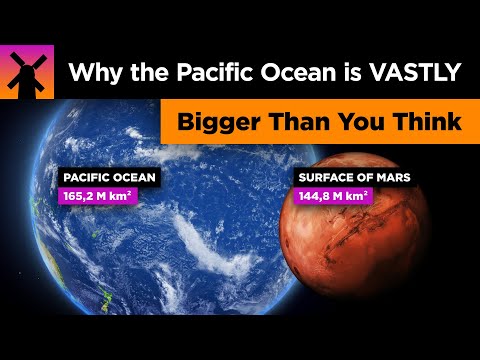 Why the Pacific Ocean is VASTLY
Bigger Than You Think
PACIFIC OCEAN
165,2 M km²
SURFACE OF MARS
144,8 M km²